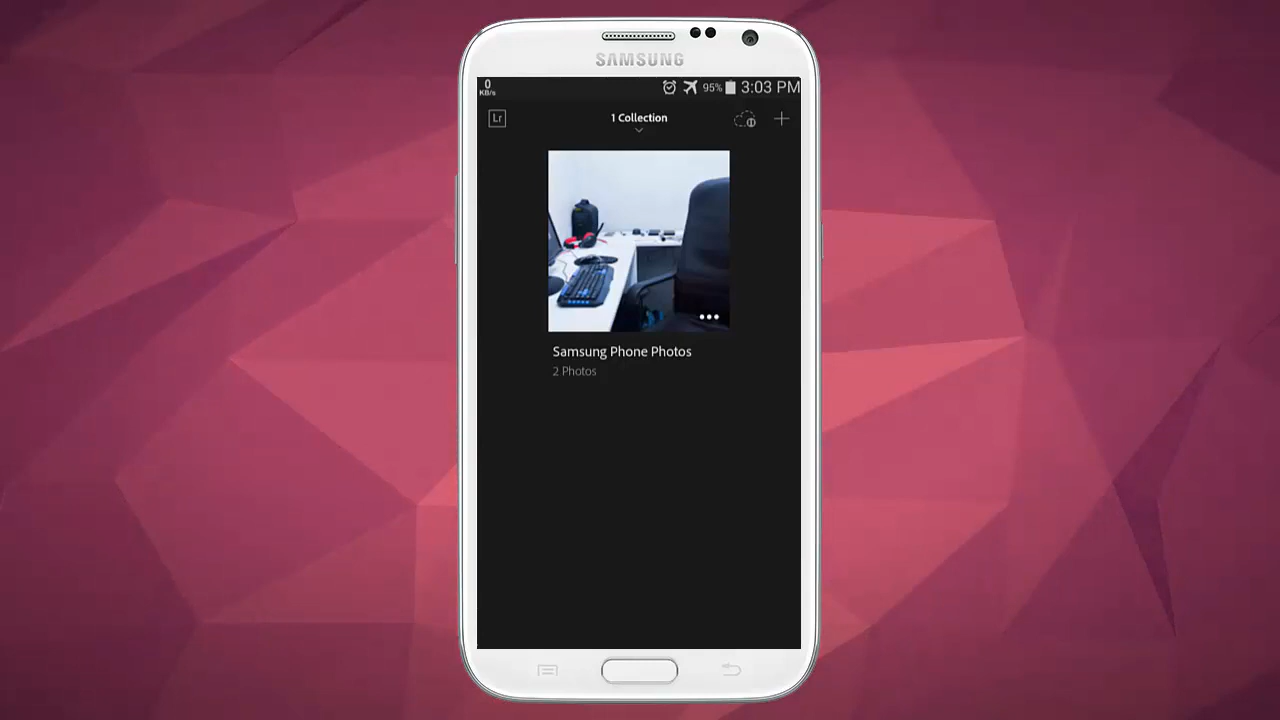 SAMSUNG
0
KB/s
95%
3:03 PM
Lr
1 Collection
Samsung Phone Photos
2 Photos